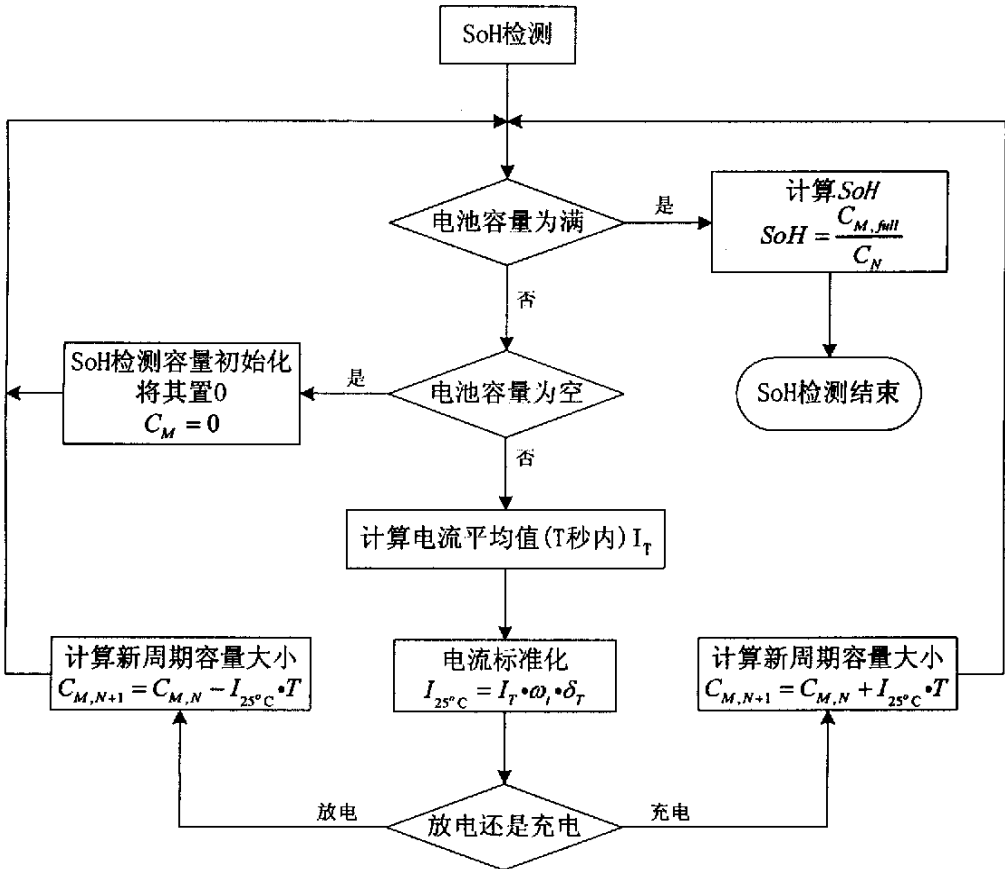 SoH检测
电池容量为满
是
计算SoH
SoH = \frac{C_{M,full}}{C_N}
否
SoH检测容量初始化
将其置0
C_M = 0
是
电池容量为空
SoH检测结束
否
计算电流平均值(T秒内) I_T
计算新周期容量大小
C_{M,N+1} = C_{M,N} - I_{25°C} • T
电流标准化
I_{25°C} = I_T • ω_i • δ_T
计算新周期容量大小
C_{M,N+1} = C_{M,N} + I_{25°C} • T
放电
放电还是充电
充电